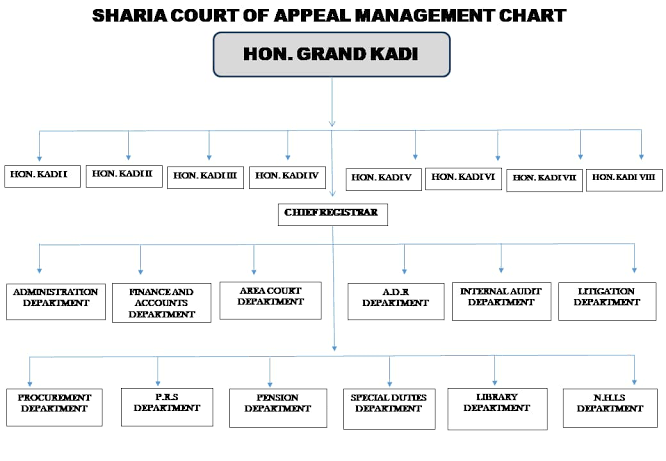 SHARIA COURT OF APPEAL MANAGEMENT CHART
HON. GRAND KADI
HON. KADI I
HON. KADI II
HON. KADI III
HON. KADI IV
HON. KADI V
HON. KADI VI
HON. KADI VII
HON. KADI VIII
CHIEF REGISTRAR
ADMINISTRATION
DEPARTMENT
FINANCE AND
ACCOUNTS
DEPARTMENT
AREA COURT
DEPARTMENT
A.D.R
DEPARTMENT
INTERNAL AUDIT
DEPARTMENT
LITIGATION
DEPARTMENT
PROCUREMENT
DEPARTMENT
P.R.S
DEPARTMENT
PENSION
DEPARTMENT
SPECIAL DUTIES
DEPARTMENT
LIBRARY
DEPARTMENT
N.H.I.S
DEPARTMENT